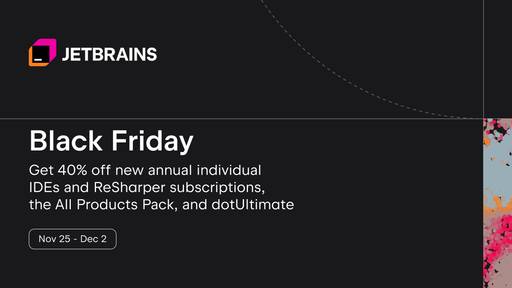 JETBRAINS
Black Friday
Get 40% off new annual individual
IDEs and ReSharper subscriptions,
the All Products Pack, and dotUltimate
Nov 25 - Dec 2